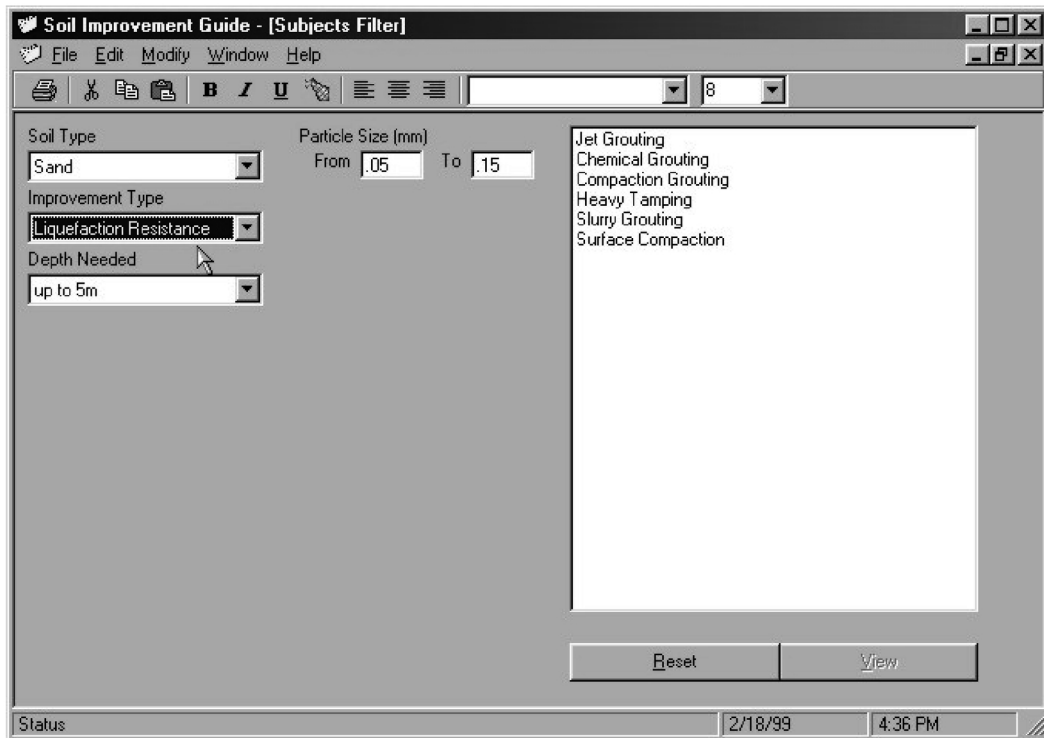 Soil Improvement Guide - [Subjects Filter]
File Edit Modify Window Help
B I U 8
Soil Type
Sand
Improvement Type
Liquefaction Resistance
Depth Needed
up to 5m
Particle Size (mm)
From .05 To .15
Jet Grouting
Chemical Grouting
Compaction Grouting
Heavy Tamping
Slurry Grouting
Surface Compaction
Reset View
Status 2/18/99 4:36 PM